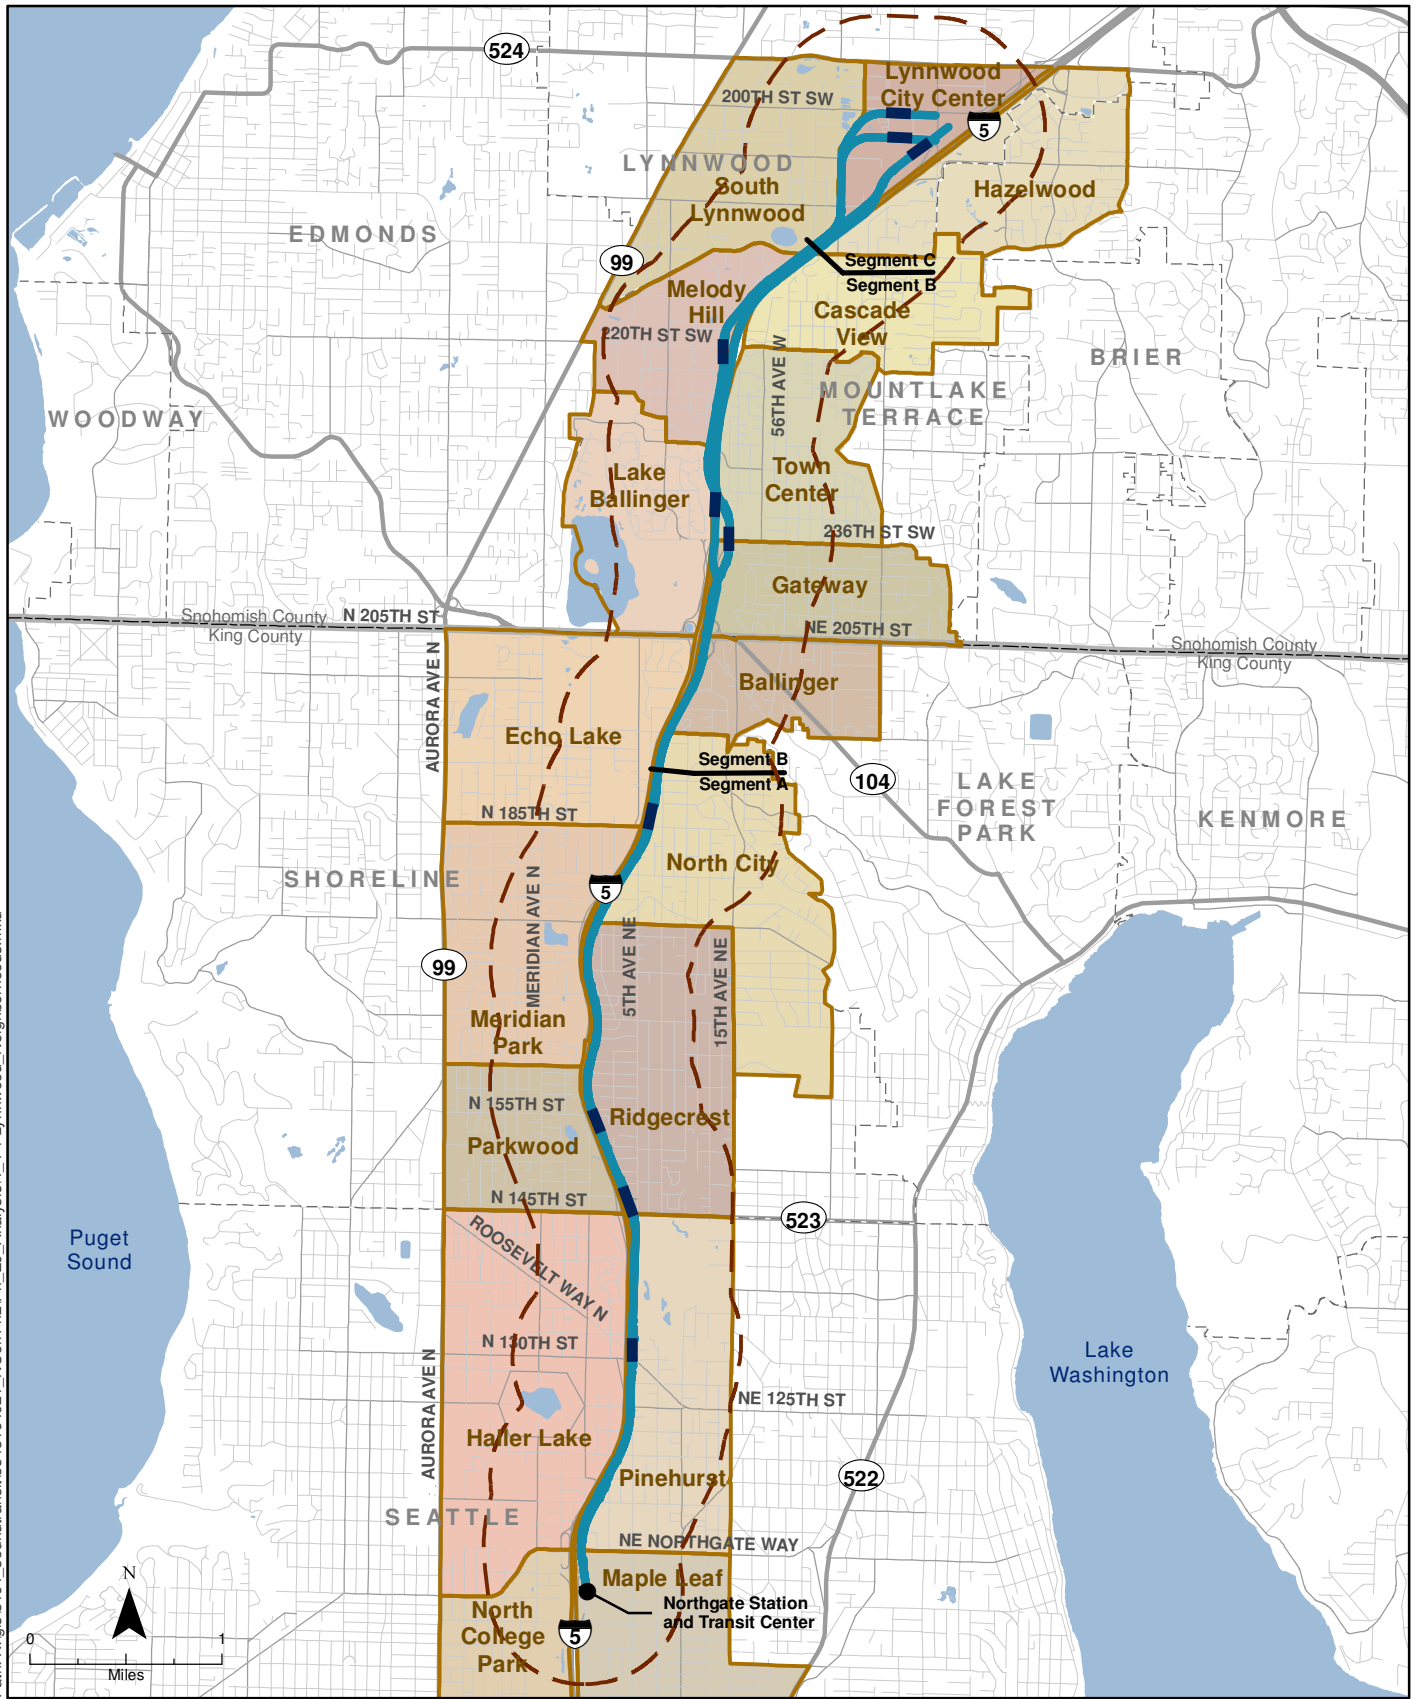 524
Lynnwood
City Center
200TH ST SW
5
LYNNWOOD
South
Lynnwood
Hazelwood
EDMONDS
99
Segment C
Segment B
Melody
Hill
Cascade
View
220TH ST SW
56TH AVE W
BRIER
MOUNTLAKE
TERRACE
WOODWAY
Lake
Ballinger
Town
Center
236TH ST SW
Gateway
Snohomish County
King County
N 205TH ST
NE 205TH ST
Snohomish County
King County
AURORA AVE N
Ballinger
Echo Lake
Segment B
Segment A
104
LAKE
FOREST
PARK
KENMORE
N 185TH ST
North City
SHORELINE
5
MERIDIAN AVE N
5TH AVE NE
15TH AVE NE
99
Meridian
Park
N 155TH ST
Ridgecrest
Parkwood
N 145TH ST
523
ROOSEVELT WAY N
Puget
Sound
N 130TH ST
Lake
Washington
AURORA AVE N
NE 125TH ST
Haller Lake
Pinehurst
522
SEATTLE
NE NORTHGATE WAY
Maple Leaf
N
Northgate Station
and Transit Center
North
College
Park
5
0 1
Miles